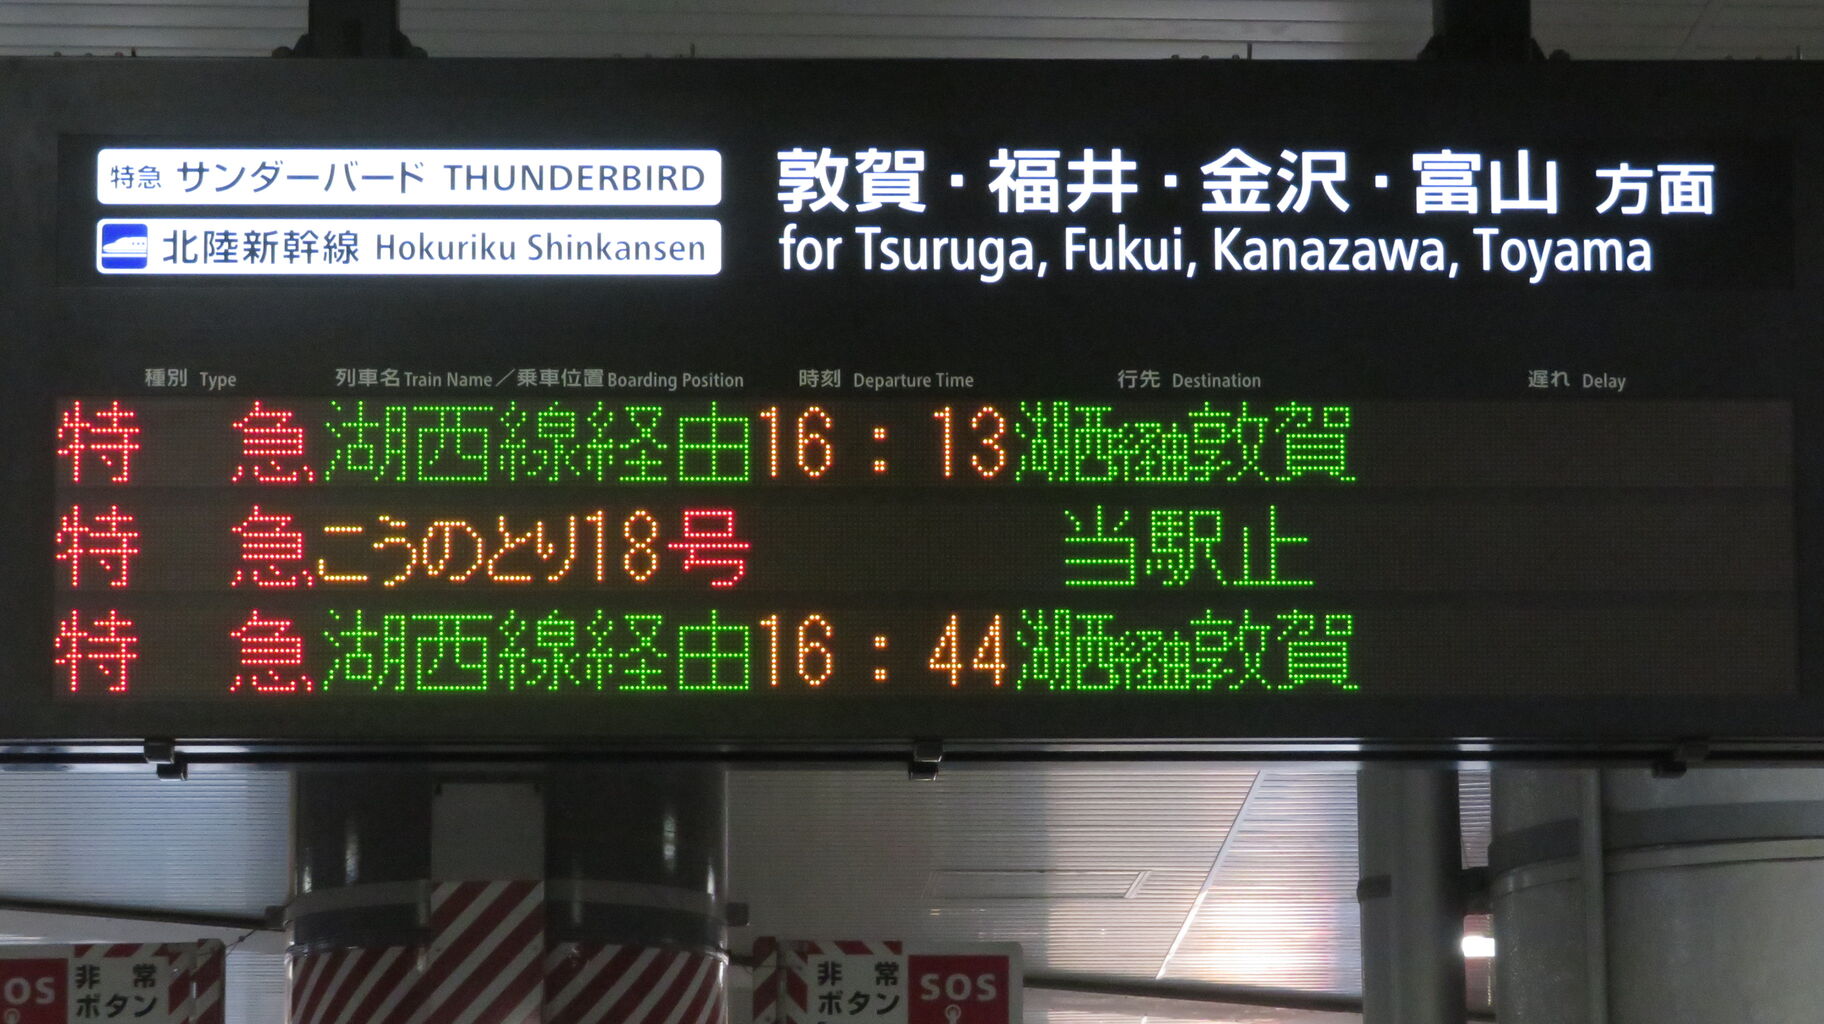 特急 サンダーバード THUNDERBIRD
北陸新幹線 Hokuriku Shinkansen
敦賀・福井・金沢・富山 方面
for Tsuruga, Fukui, Kanazawa, Toyama
種別 Type 列車名 Train Name／乗車位置 Boarding Position 時刻 Departure Time 行先 Destination 遅れ Delay
特急 湖西線経由 16:13 湖西経由敦賀
特急 こうのとり18号 当駅止
特急 湖西線経由 16:44 湖西経由敦賀
SOS 非常
ボタン
非常
ボタン SOS